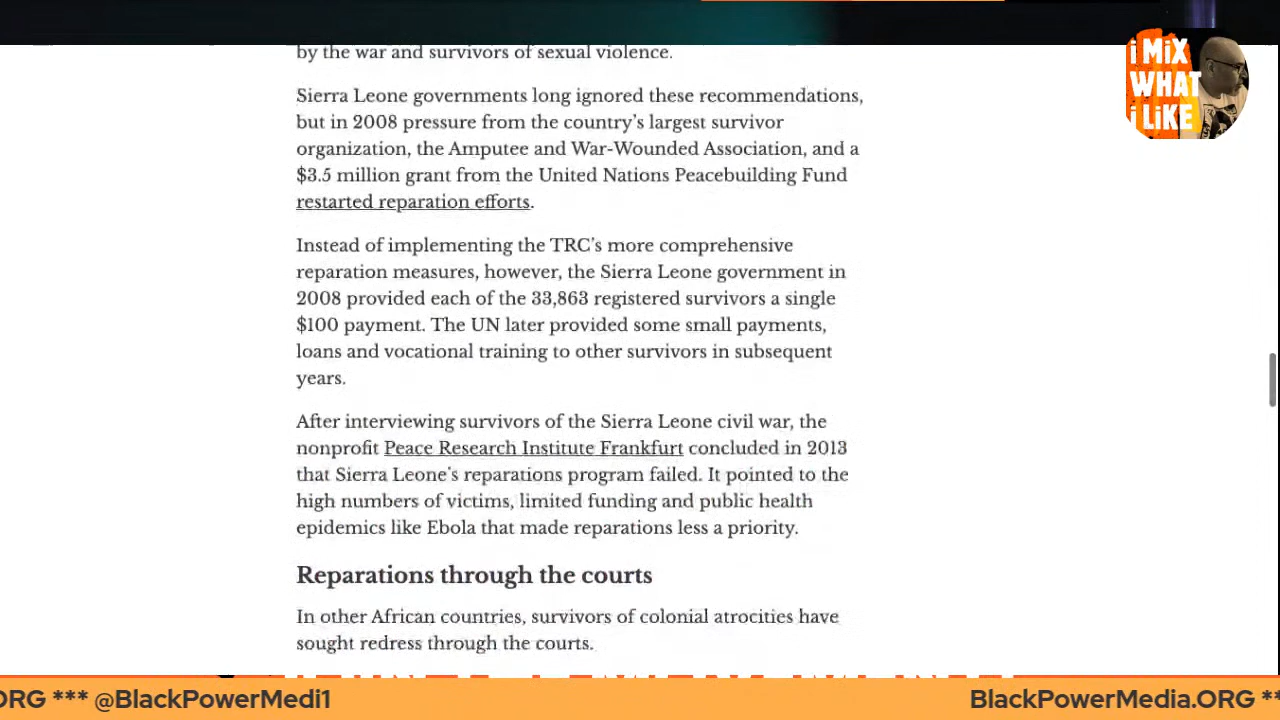 by the war and survivors of sexual violence.
Sierra Leone governments long ignored these recommendations,
but in 2008 pressure from the country’s largest survivor
organization, the Amputee and War-Wounded Association, and a
$3.5 million grant from the United Nations Peacebuilding Fund
restarted reparation efforts.
Instead of implementing the TRC’s more comprehensive
reparation measures, however, the Sierra Leone government in
2008 provided each of the 33,863 registered survivors a single
$100 payment. The UN later provided some small payments,
loans and vocational training to other survivors in subsequent
years.
After interviewing survivors of the Sierra Leone civil war, the
nonprofit Peace Research Institute Frankfurt concluded in 2013
that Sierra Leone's reparations program failed. It pointed to the
high numbers of victims, limited funding and public health
epidemics like Ebola that made reparations less a priority.
Reparations through the courts
In other African countries, survivors of colonial atrocities have
sought redress through the courts.
i MiX
WHAT
i LiKE
ORG *** @BlackPowerMedi1
BlackPowerMedia.ORG **